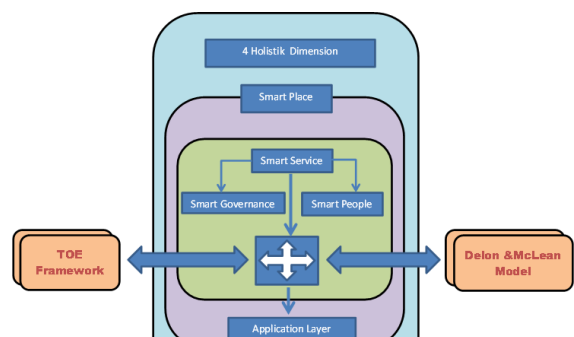 4 Holistik Dimension
Smart Place
Smart Service
Smart Governance
Smart People
TOE
Framework
Delon &McLean
Model
Application Layer